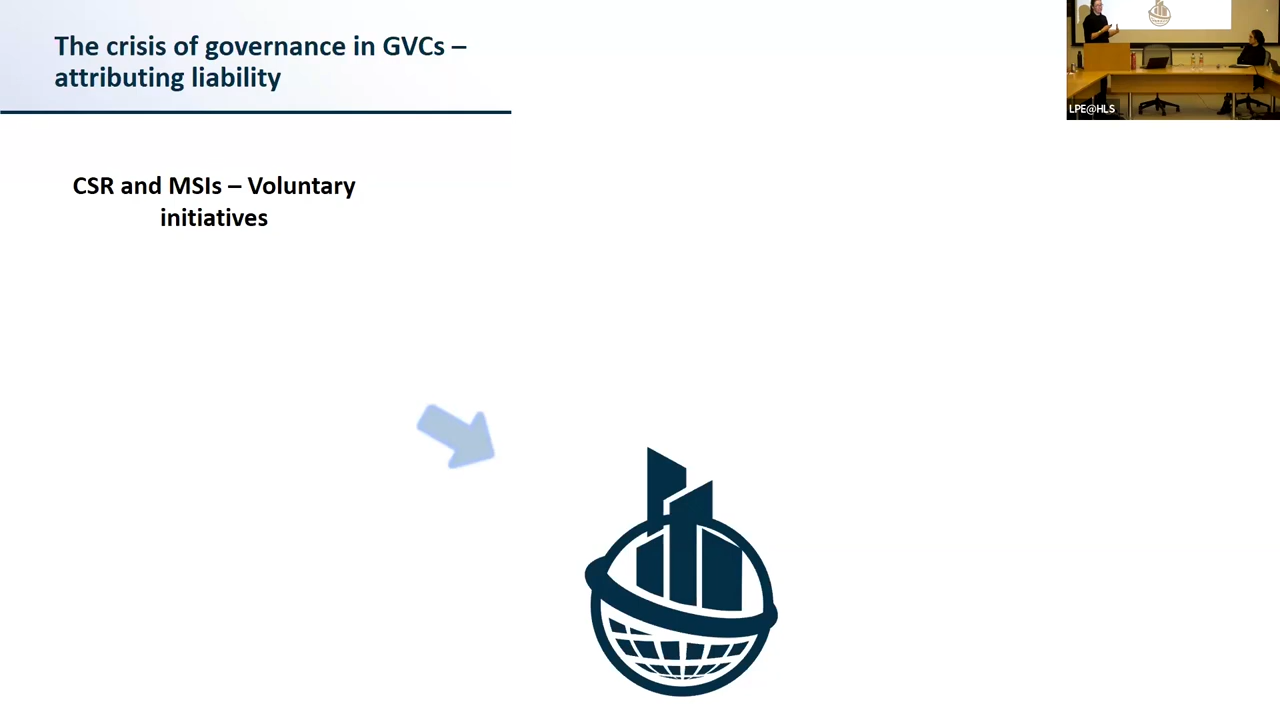 The crisis of governance in GVCs –
attributing liability
LPE@HLS
CSR and MSIs – Voluntary
initiatives